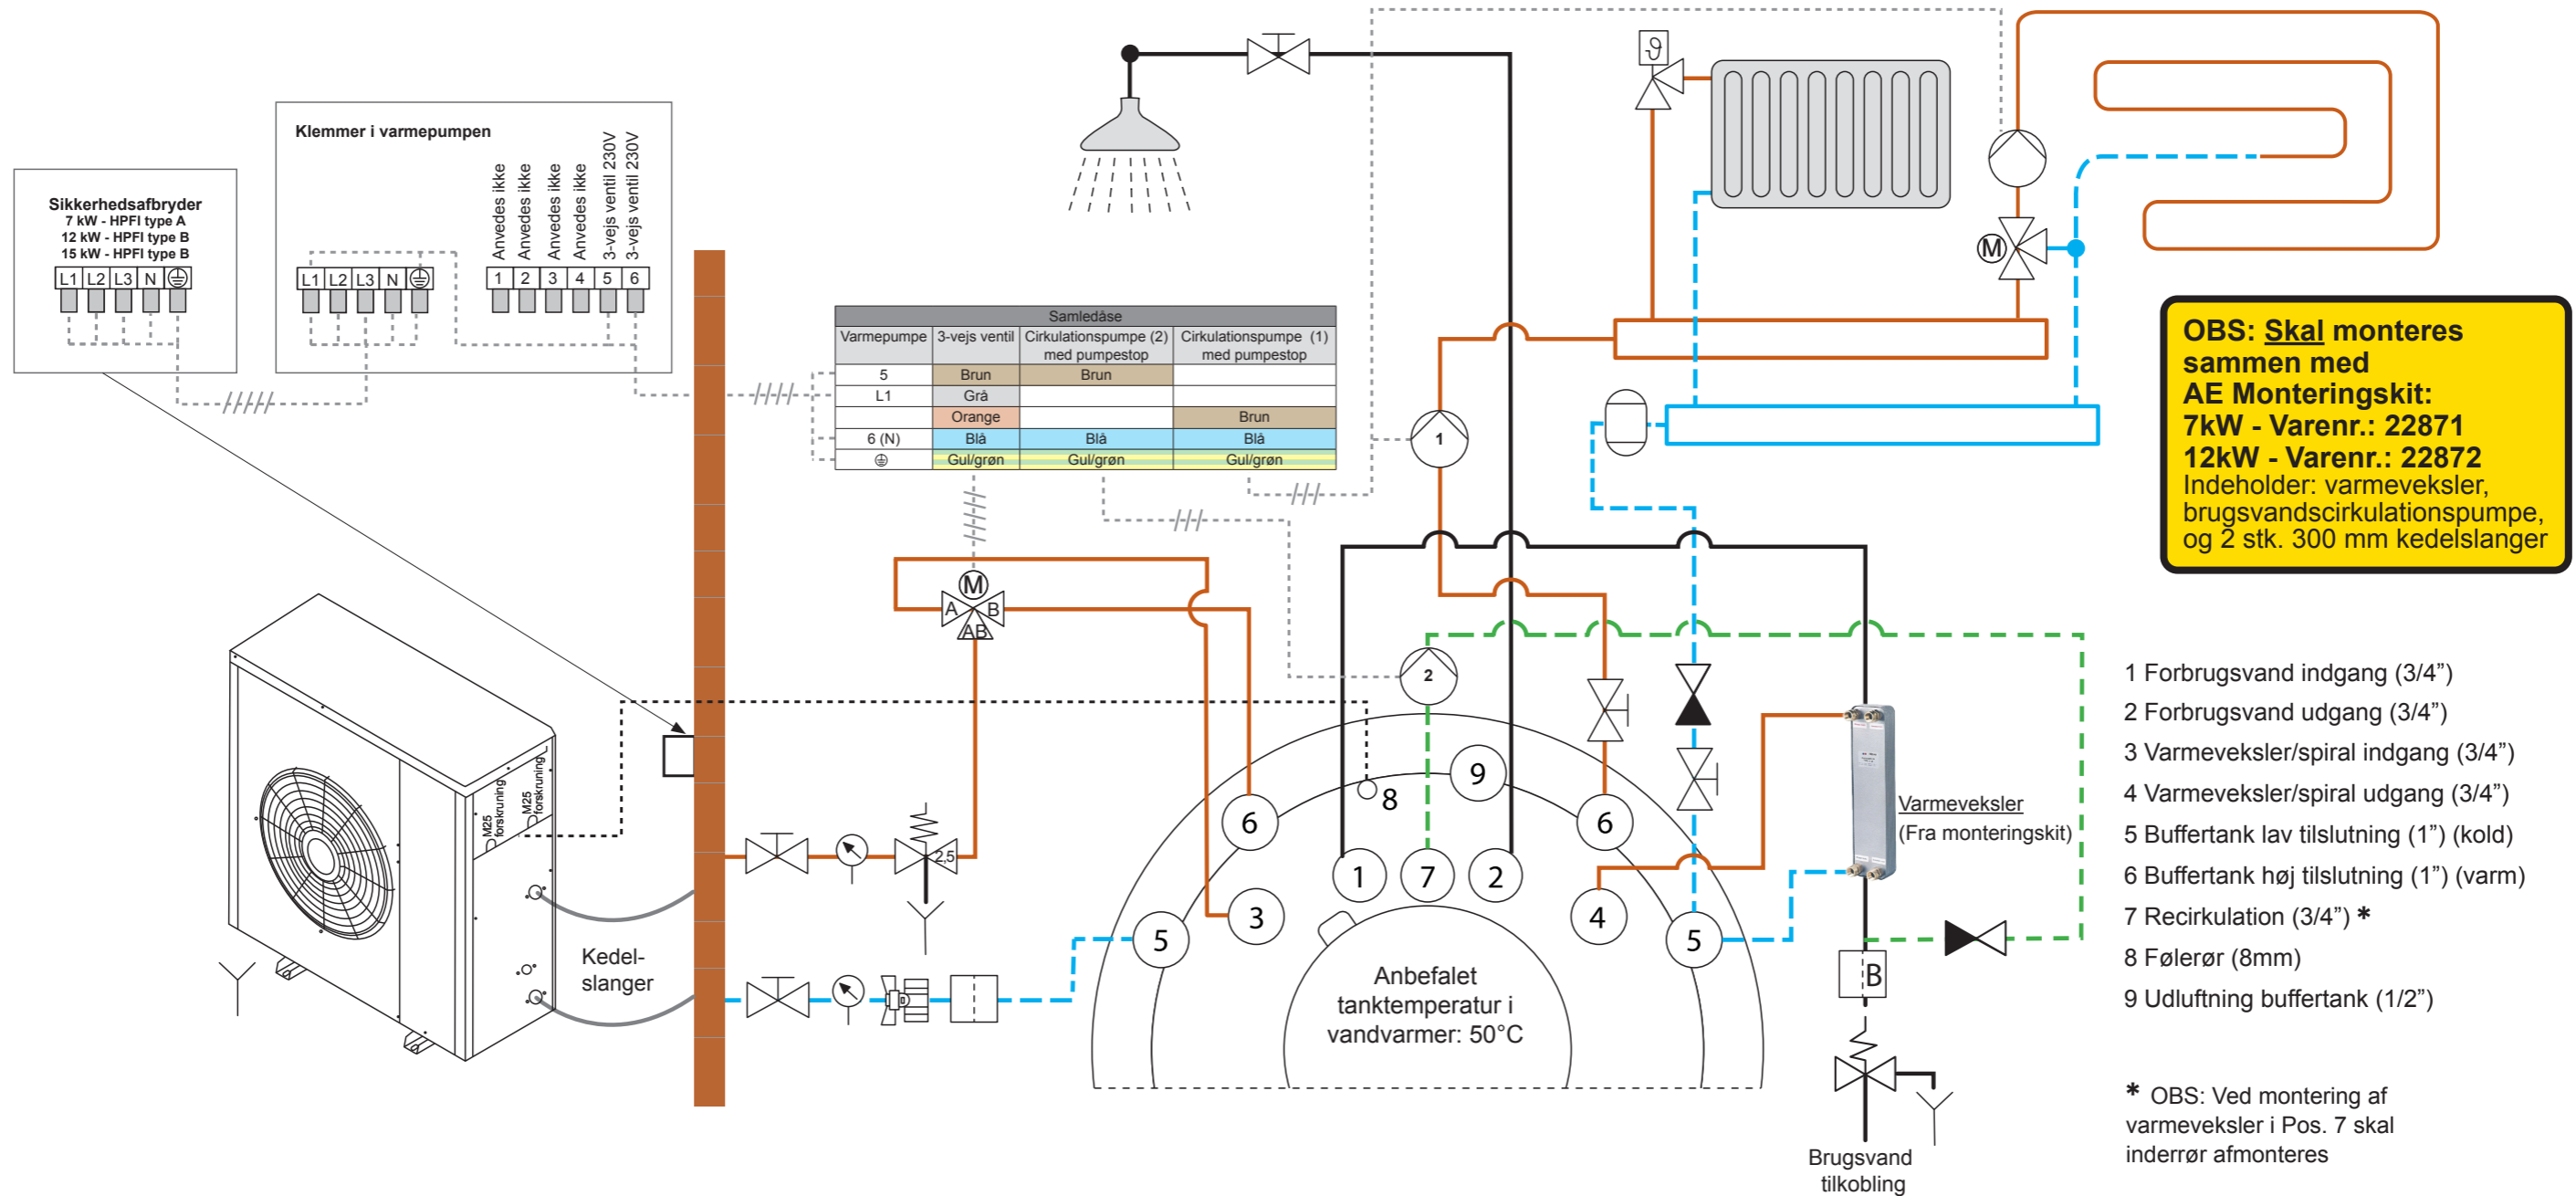 Sikkerhedsafbryder
7 kW - HPFI type A
12 kW - HPFI type B
15 kW - HPFI type B
L1 L2 L3 N
Klemmer i varmepumpen
L1 L2 L3 N
Anvedes ikke
Anvedes ikke
Anvedes ikke
Anvedes ikke
3-vejs ventil 230V
3-vejs ventil 230V
1 2 3 4 5 6
Samledåse
Varmepumpe 3-vejs ventil Cirkulationspumpe (2) Cirkulationspumpe (1)
med pumpestop med pumpestop
5 Brun Brun
L1 Grå
Orange Brun
6 (N) Blå Blå Blå
Gul/grøn Gul/grøn Gul/grøn
ϑ
M
1
OBS: Skal monteres
sammen med
AE Monteringskit:
7kW - Varenr.: 22871
12kW - Varenr.: 22872
Indeholder: varmeveksler,
brugsvandscirkulationspumpe,
og 2 stk. 300 mm kedelslanger
M
A B
AB
2
M25
forskruning
M25
forskruning
Kedel-
slanger
2,5
9
8
6
6
1
7
2
3
4
5
5
Anbefalet
tanktemperatur i
vandvarmer: 50°C
Varmeveksler
(Fra monteringskit)
B
Brugsvand
tilkobling
1 Forbrugsvand indgang (3/4”)
2 Forbrugsvand udgang (3/4”)
3 Varmeveksler/spiral indgang (3/4”)
4 Varmeveksler/spiral udgang (3/4”)
5 Buffertank lav tilslutning (1”) (kold)
6 Buffertank høj tilslutning (1”) (varm)
7 Recirkulation (3/4”) *
8 Følerør (8mm)
9 Udluftning buffertank (1/2”)
* OBS: Ved montering af
varmeveksler i Pos. 7 skal
inderrør afmonteres